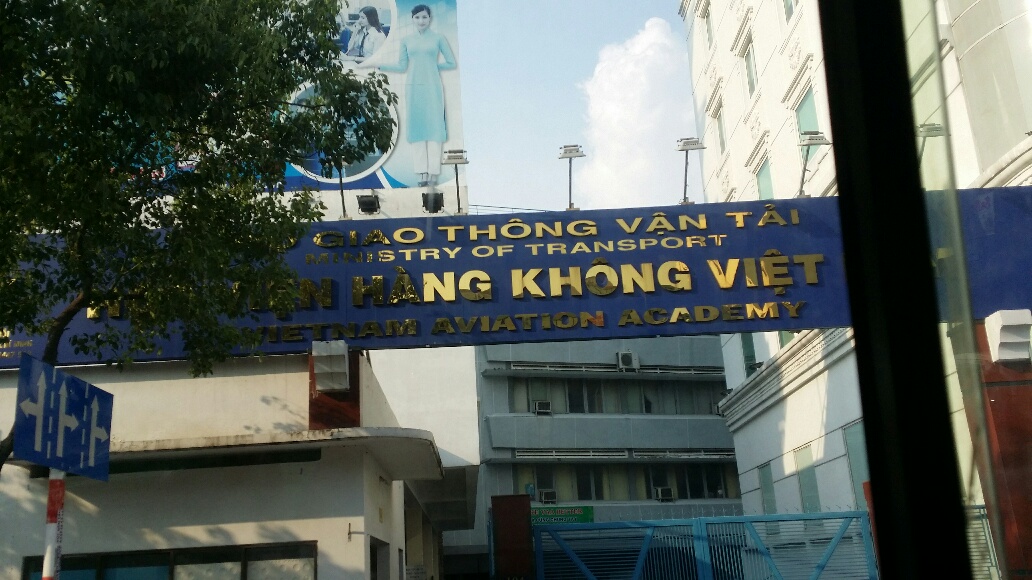 GIAO THÔNG VẬN TẢI
MINISTRY OF TRANSPORT
HÀNG KHÔNG VIỆT
VIETNAM AVIATION ACADEMY